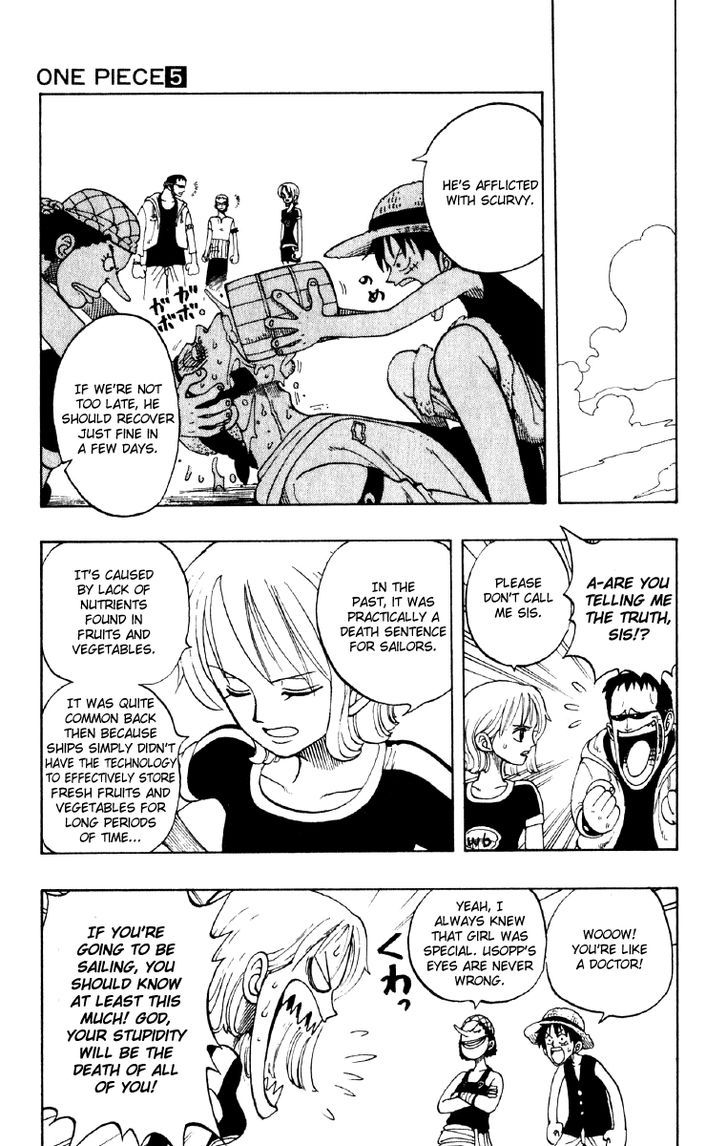 ONE PIECE 5
HE'S AFFLICTED
WITH SCURVY.
のめ
ガガ
ボボ
IF WE'RE NOT
TOO LATE, HE
SHOULD RECOVER
JUST FINE IN
A FEW DAYS.
A-ARE YOU
TELLING ME
THE TRUTH,
SIS!?
PLEASE
DON'T CALL
ME SIS.
wb
IN THE
PAST, IT WAS
PRACTICALLY A
DEATH SENTENCE
FOR SAILORS.
IT'S CAUSED
BY LACK OF
NUTRIENTS
FOUND IN
FRUITS AND
VEGETABLES.
IT WAS QUITE
COMMON BACK
THEN BECAUSE
SHIPS SIMPLY DIDN'T
HAVE THE TECHNOLOGY
TO EFFECTIVELY STORE
FRESH FRUITS AND
VEGETABLES FOR
LONG PERIODS
OF TIME...
WOOOW!
YOU'RE LIKE
A DOCTOR!
YEAH, I
ALWAYS KNEW
THAT GIRL WAS
SPECIAL. USOPP'S
EYES ARE NEVER
WRONG.
くわっ
IF YOU'RE
GOING TO BE
SAILING, YOU
SHOULD KNOW
AT LEAST THIS
MUCH! GOD,
YOUR STUPIDITY
WILL BE THE
DEATH OF ALL
OF YOU!